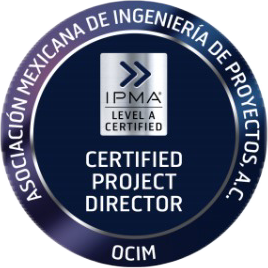 ASOCIACIÓN MEXICANA DE INGENIERÍA DE PROYECTOS, A.C.
IPMA®
LEVEL A
CERTIFIED
CERTIFIED
PROJECT
DIRECTOR
OCIM